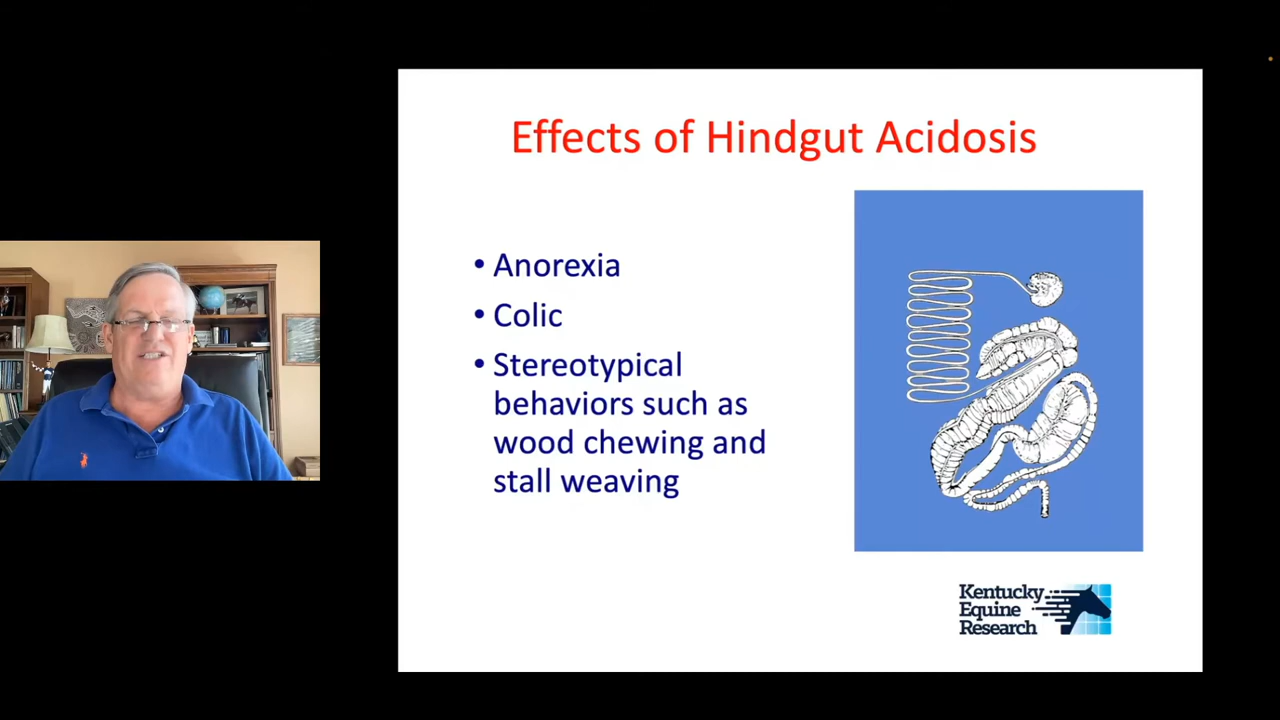 Effects of Hindgut Acidosis
• Anorexia
• Colic
• Stereotypical
behaviors such as
wood chewing and
stall weaving
Kentucky
Equine
Research